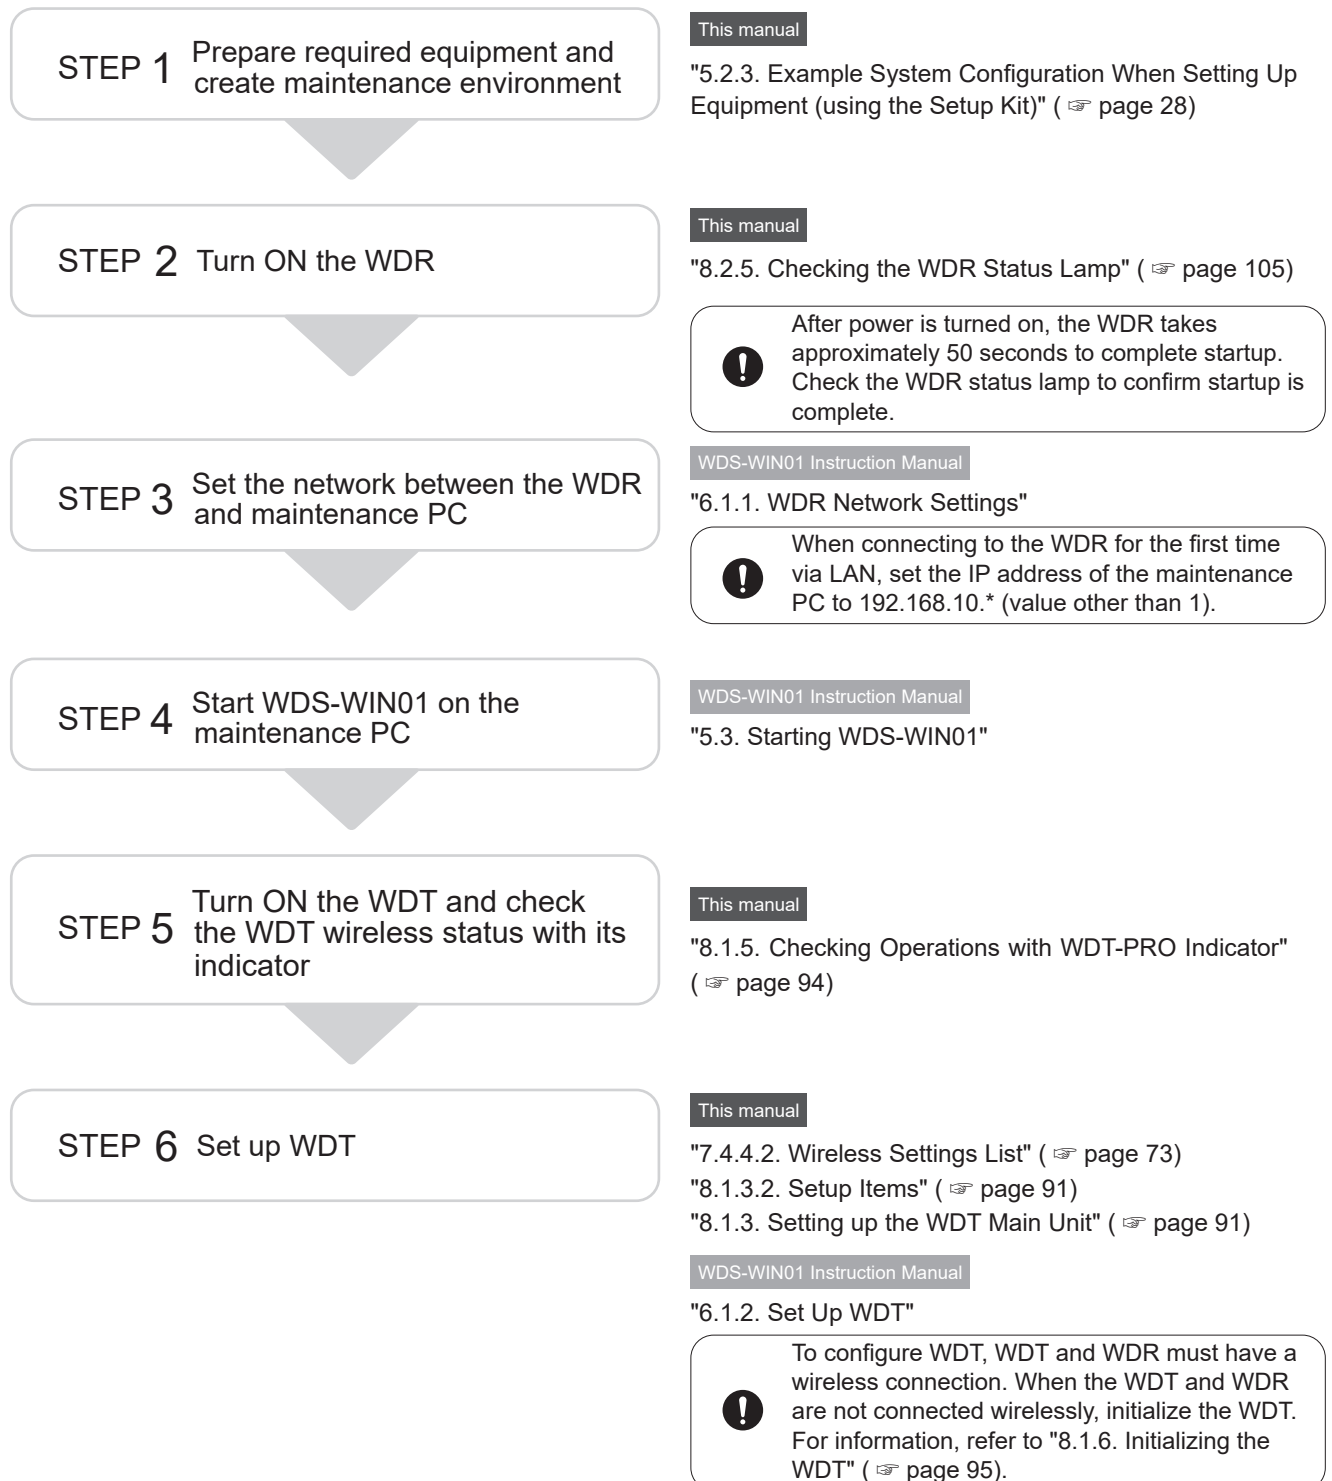 STEP 1 Prepare required equipment and
create maintenance environment
This manual
"5.2.3. Example System Configuration When Setting Up
Equipment (using the Setup Kit)" ( ☞ page 28)
STEP 2 Turn ON the WDR
This manual
"8.2.5. Checking the WDR Status Lamp" ( ☞ page 105)
After power is turned on, the WDR takes
approximately 50 seconds to complete startup.
Check the WDR status lamp to confirm startup is
complete.
STEP 3 Set the network between the WDR
and maintenance PC
WDS-WIN01 Instruction Manual
"6.1.1. WDR Network Settings"
When connecting to the WDR for the first time
via LAN, set the IP address of the maintenance
PC to 192.168.10.* (value other than 1).
STEP 4 Start WDS-WIN01 on the
maintenance PC
WDS-WIN01 Instruction Manual
"5.3. Starting WDS-WIN01"
STEP 5 Turn ON the WDT and check
the WDT wireless status with its
indicator
This manual
"8.1.5. Checking Operations with WDT-PRO Indicator"
( ☞ page 94)
STEP 6 Set up WDT
This manual
"7.4.4.2. Wireless Settings List" ( ☞ page 73)
"8.1.3.2. Setup Items" ( ☞ page 91)
"8.1.3. Setting up the WDT Main Unit" ( ☞ page 91)
WDS-WIN01 Instruction Manual
"6.1.2. Set Up WDT"
To configure WDT, WDT and WDR must have a
wireless connection. When the WDT and WDR
are not connected wirelessly, initialize the WDT.
For information, refer to "8.1.6. Initializing the
WDT" ( ☞ page 95).